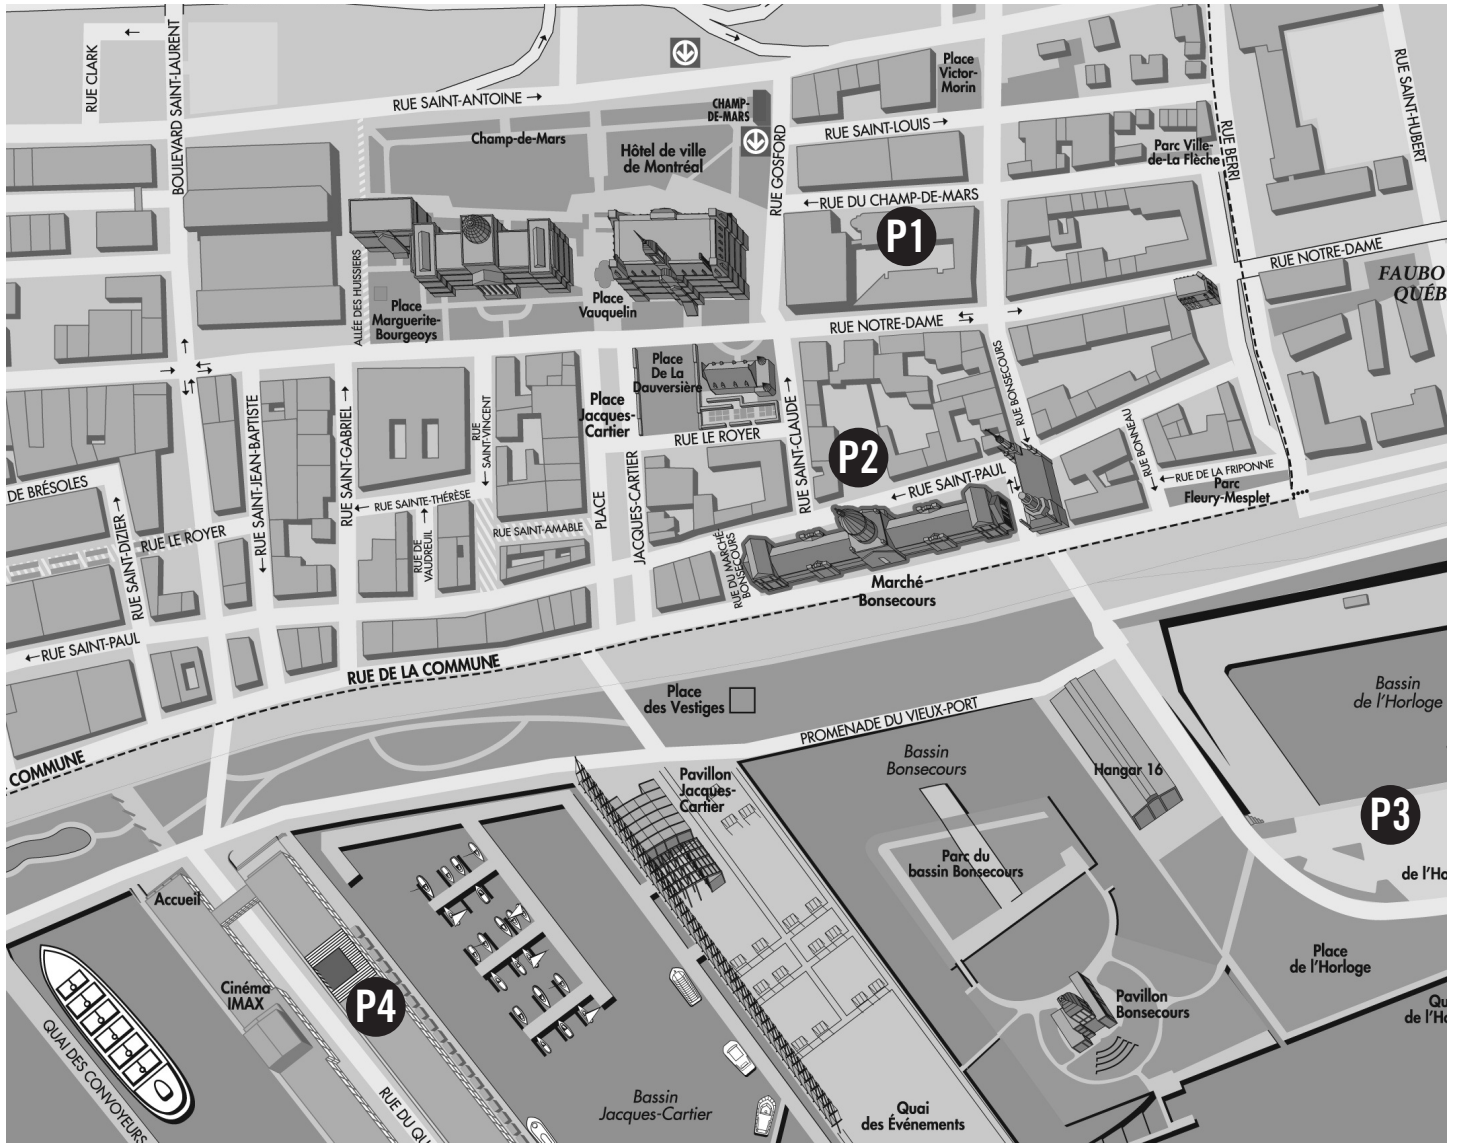 RUE CLARK
←
BOULEVARD SAINT-LAURENT
RUE SAINT-ANTOINE →
CHAMP-
DE-MARS
Place
Victor-
Morin
RUE SAINT-HUBERT
RUE SAINT-LOUIS →
Champ-de-Mars
Hôtel de ville
de Montréal
RUE GOSFORD
Parc Ville-
de-La Flèche
RUE BERRI
←RUE DU CHAMP-DE-MARS
P1
RUE NOTRE-DAME
FAUBO
QUÉB
ALLÉE DES HUISSIERS
Place
Marguerite-
Bourgeoys
Place
Vauquelin
RUE NOTRE-DAME
Place
De La
Dauversière
RUE SAINT-CLAUDE →
RUE BONSECOURS
RUE SAINT-JEAN-BAPTISTE
RUE SAINT-GABRIEL →
RUE
SAINT-VINCENT
Place
Jacques-
Cartier
RUE LE ROYER
P2
RUE BONNEAU
← RUE DE LA FRIPONNE
Parc
Fleury-Mesplet
DE BRÉSOLES
RUE SAINT-DIZIER →
RUE LE ROYER
← RUE SAINTE-THÉRÈSE
RUE DE
VAUDREUIL
RUE SAINT-AMABLE
PLACE
JACQUES-CARTIER
← RUE SAINT-PAUL
RUE DU MARCHÉ-
BONSECOURS
Marché
Bonsecours
←RUE SAINT-PAUL
RUE DE LA COMMUNE
COMMUNE
Place
des Vestiges
PROMENADE DU VIEUX-PORT
Bassin
de l'Horloge
Bassin
Bonsecours
Hangar 16
Pavillon
Jacques-
Cartier
P3
Parc du
bassin Bonsecours
de l'Ho
Accueil
Place
de l'Horloge
Cinéma
IMAX
P4
Pavillon
Bonsecours
Qu
de l'Ho
QUAI DES CONVOYEURS
RUE DU QU
Bassin
Jacques-Cartier
Quai
des Événements